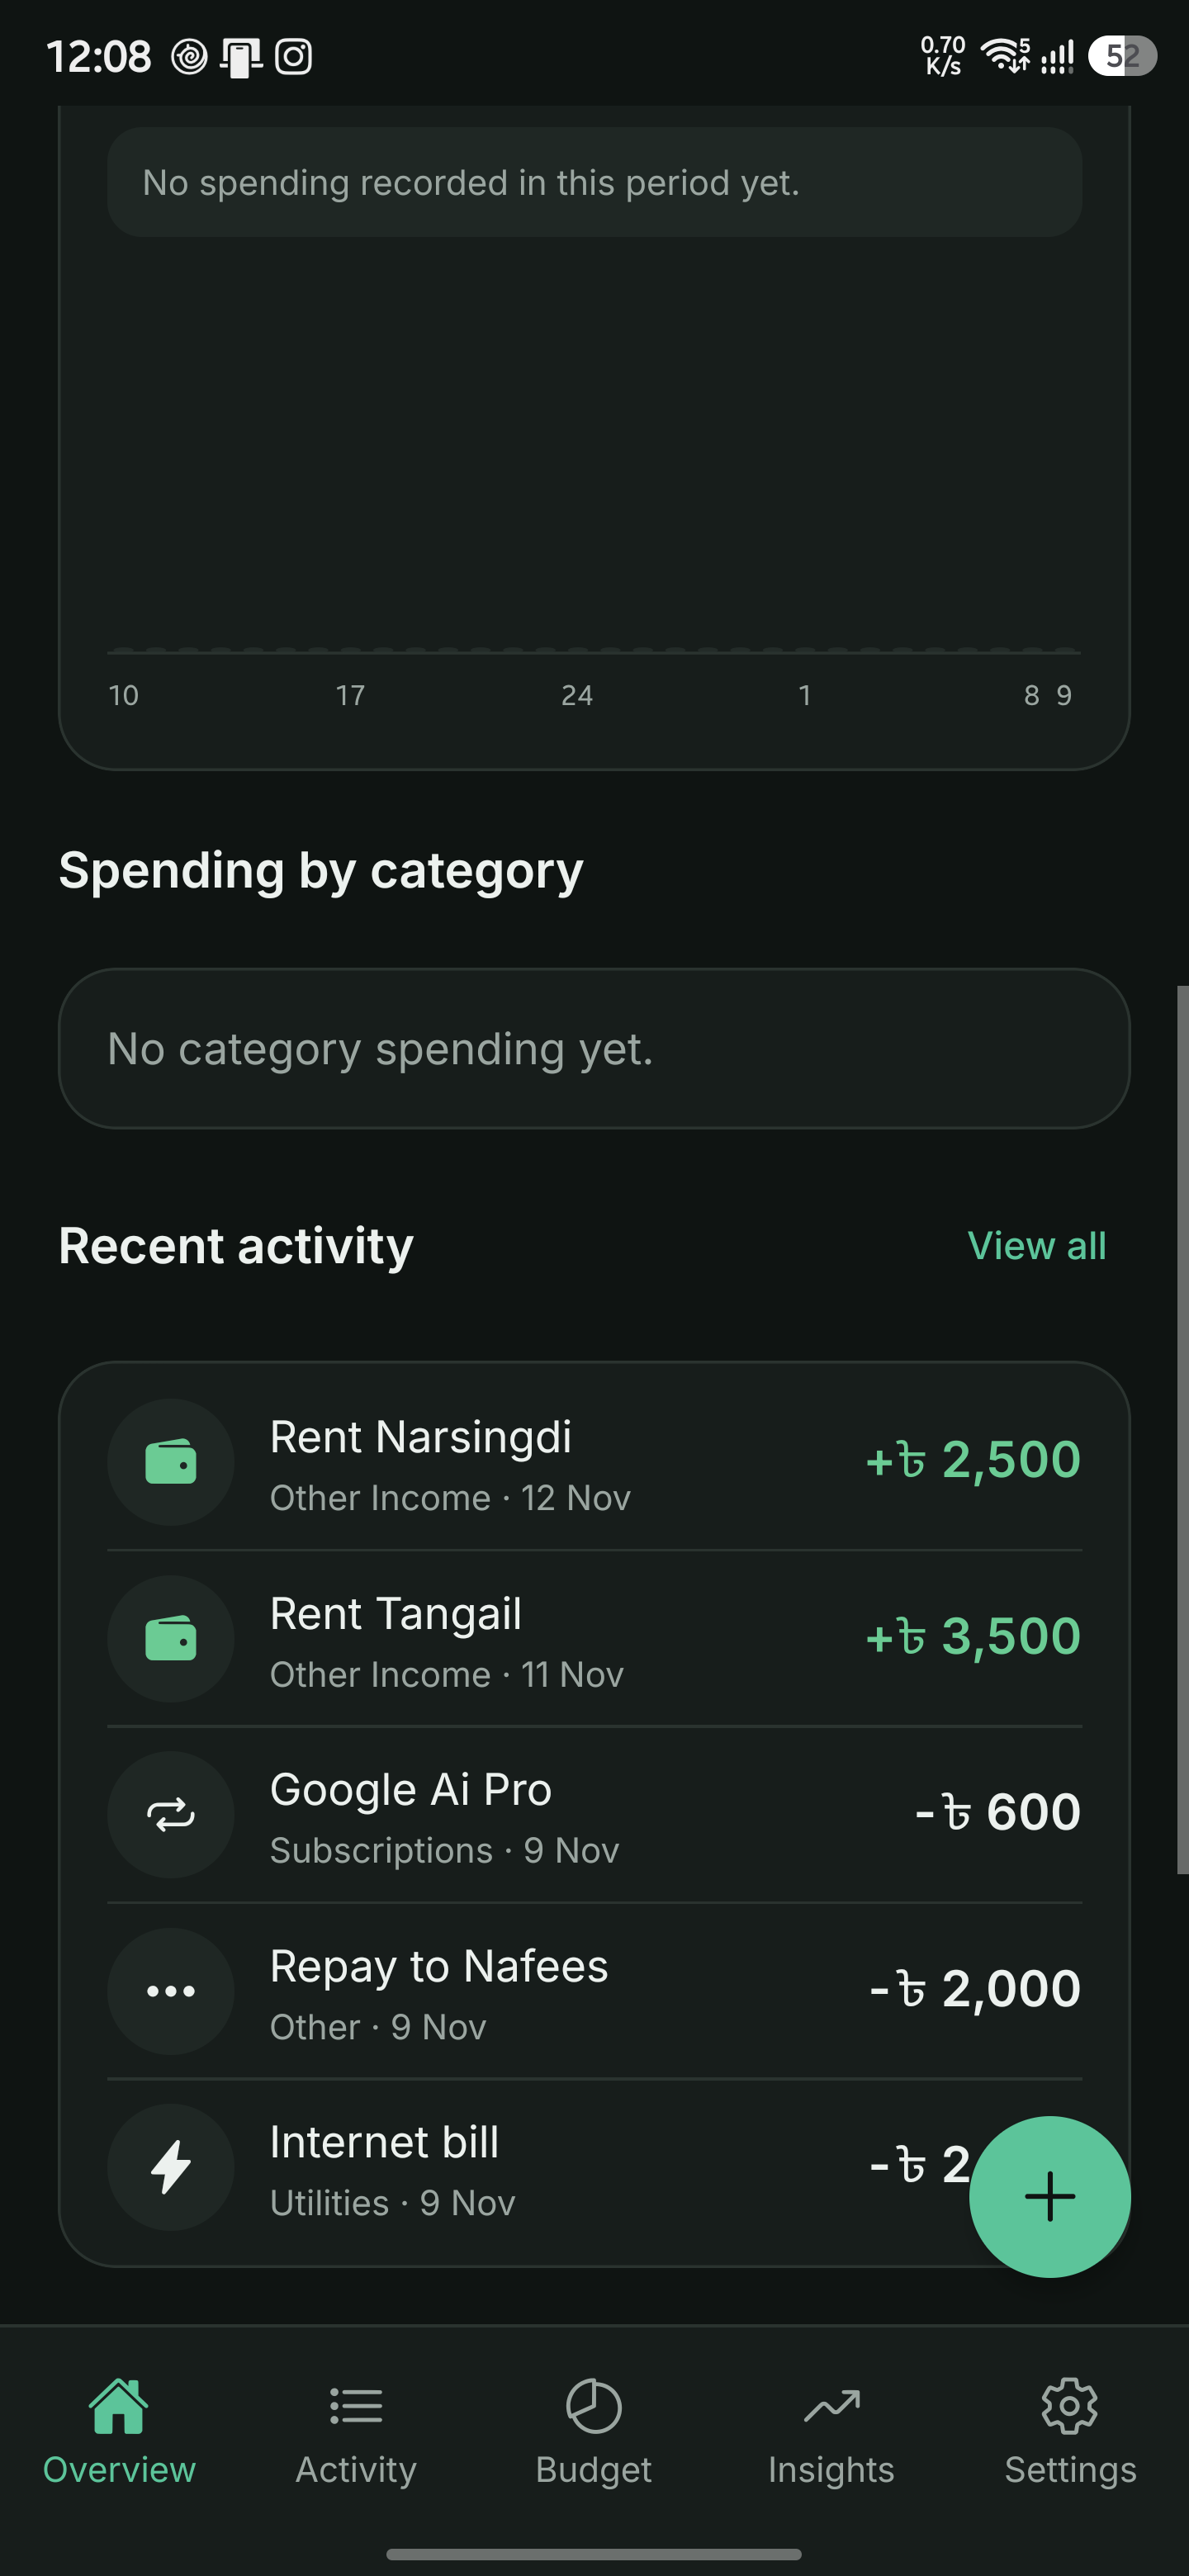 12:08
0.70
K/s
5
52
No spending recorded in this period yet.
10 17 24 1 8 9
Spending by category
No category spending yet.
Recent activity
View all
Rent Narsingdi
+৳ 2,500
Other Income · 12 Nov
Rent Tangail
+৳ 3,500
Other Income · 11 Nov
Google Ai Pro
-৳ 600
Subscriptions · 9 Nov
Repay to Nafees
-৳ 2,000
Other · 9 Nov
Internet bill
-৳ 2
Utilities · 9 Nov
Overview
Activity
Budget
Insights
Settings